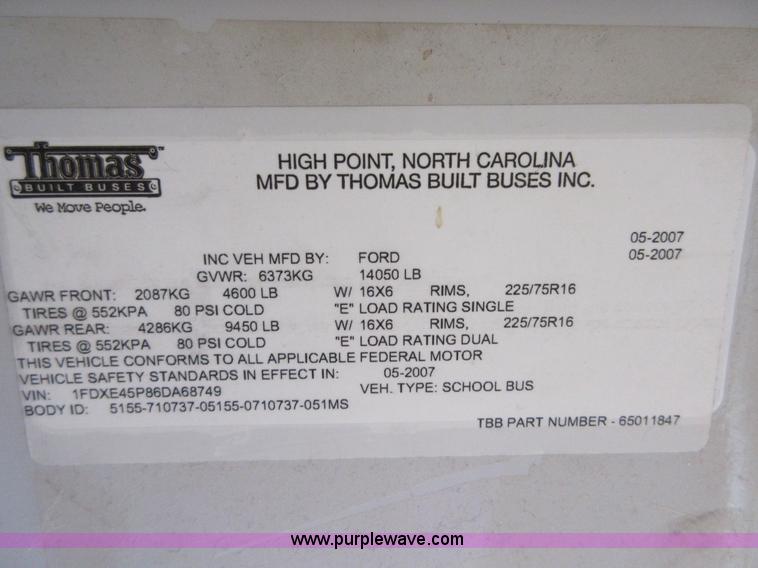 Thomas™
BUILT BUSES
We Move People.
HIGH POINT, NORTH CAROLINA
MFD BY THOMAS BUILT BUSES INC.
05-2007
INC VEH MFD BY: FORD 05-2007
GVWR: 6373KG 14050 LB
GAWR FRONT: 2087KG 4600 LB W/ 16X6 RIMS, 225/75R16
TIRES @ 552KPA 80 PSI COLD "E" LOAD RATING SINGLE
GAWR REAR: 4286KG 9450 LB W/ 16X6 RIMS, 225/75R16
TIRES @ 552KPA 80 PSI COLD "E" LOAD RATING DUAL
THIS VEHICLE CONFORMS TO ALL APPLICABLE FEDERAL MOTOR
VEHICLE SAFETY STANDARDS IN EFFECT IN: 05-2007
VIN: 1FDXE45P86DA68749 VEH. TYPE: SCHOOL BUS
BODY ID: 5155-710737-05155-0710737-051MS
TBB PART NUMBER - 65011847
www.purplewave.com